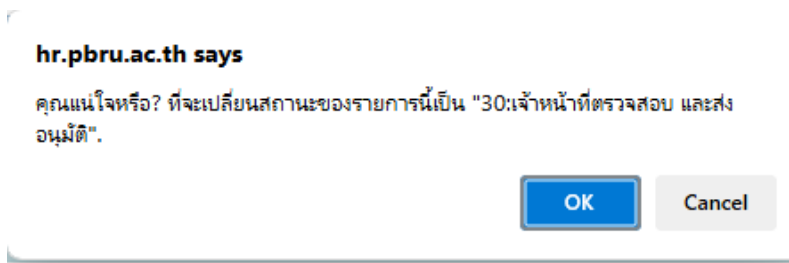 hr.pbru.ac.th says
คุณแน่ใจหรือ? ที่จะเปลี่ยนสถานะของรายการนี้เป็น "30:เจ้าหน้าที่ตรวจสอบ และส่ง
อนุมัติ".
OK Cancel